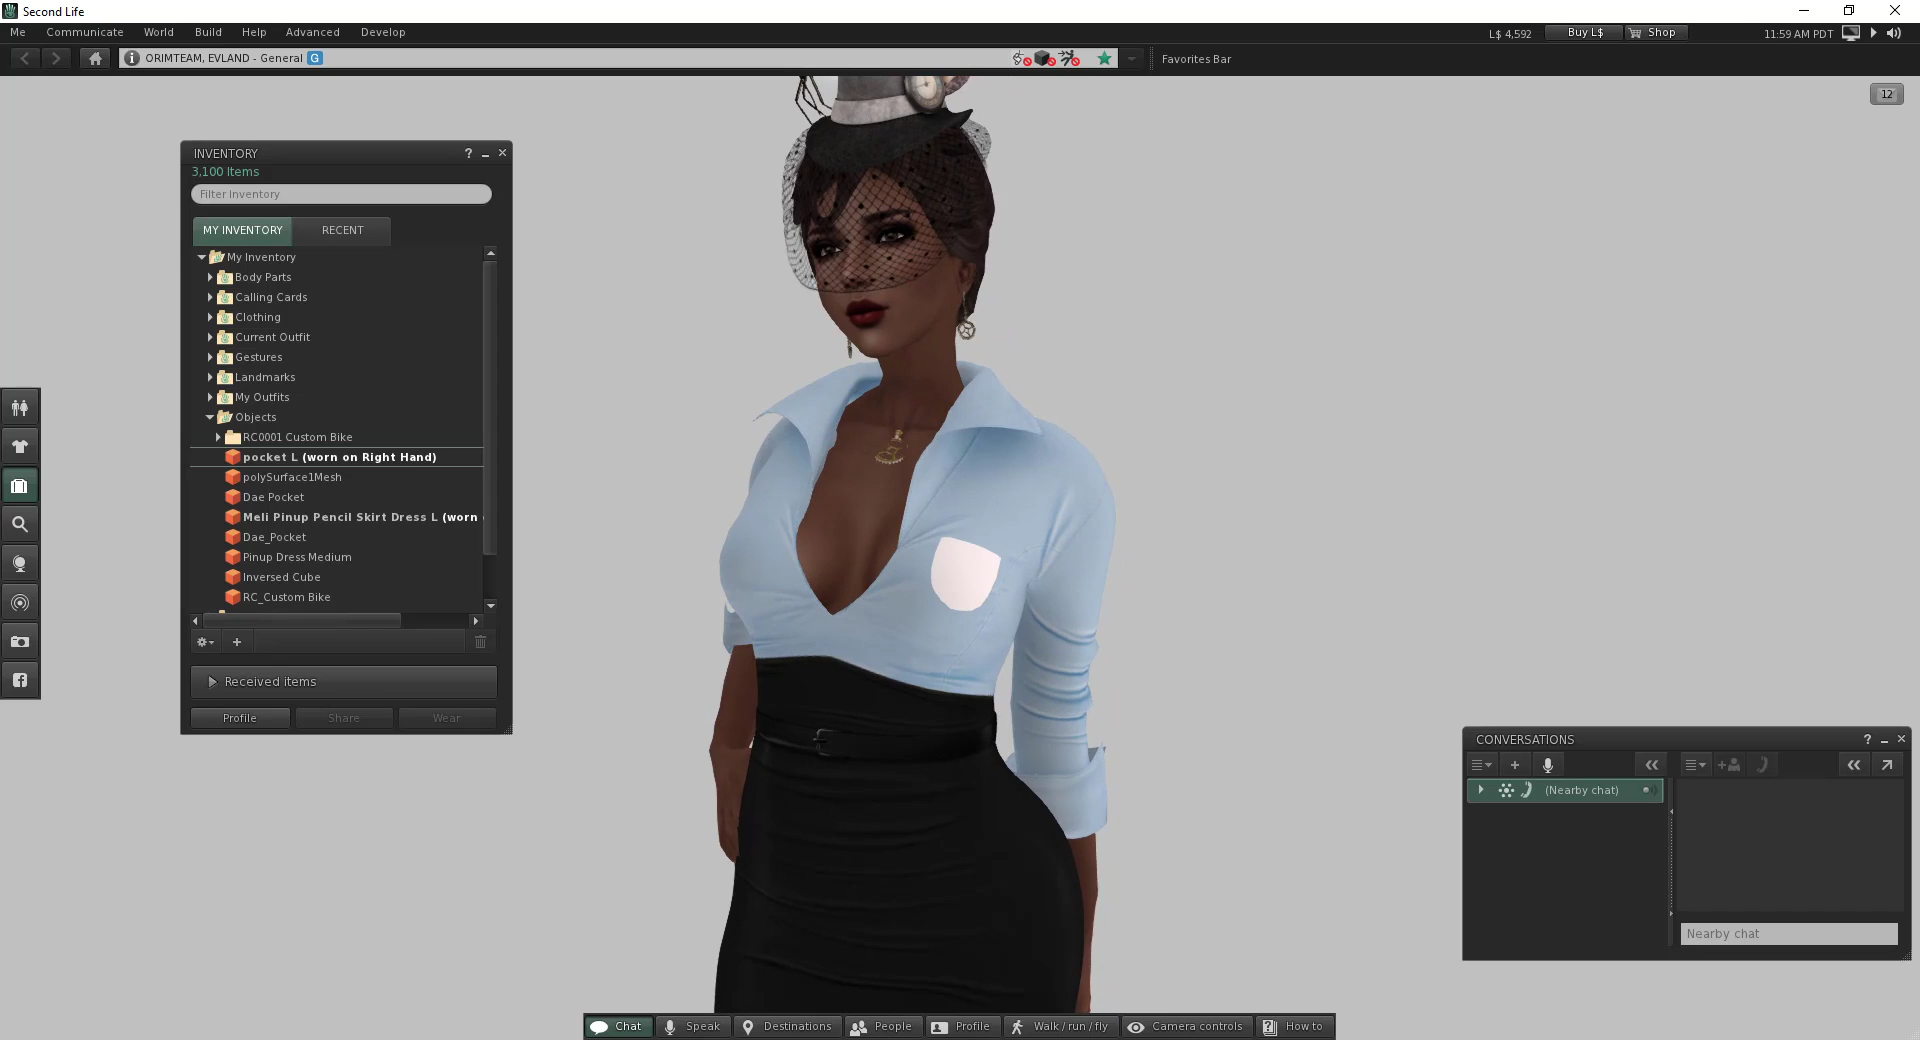 Second Life
Me Communicate World Build Help Advanced Develop
L$ 4,592 Buy L$ Shop 11:59 AM PDT
ORIMTEAM, EVLAND - General G
Favorites Bar
12
INVENTORY ?
3,100 Items
Filter Inventory
MY INVENTORY RECENT
My Inventory
Body Parts
Calling Cards
Clothing
Current Outfit
Gestures
Landmarks
My Outfits
Objects
RC0001 Custom Bike
pocket L (worn on Right Hand)
polySurface1Mesh
Dae Pocket
Meli Pinup Pencil Skirt Dress L (worn
Dae_Pocket
Pinup Dress Medium
Inversed Cube
RC_Custom Bike
Received items
Profile Share Wear
CONVERSATIONS ?
(Nearby chat)
Nearby chat
Chat Speak Destinations People Profile Walk / run / fly Camera controls How to